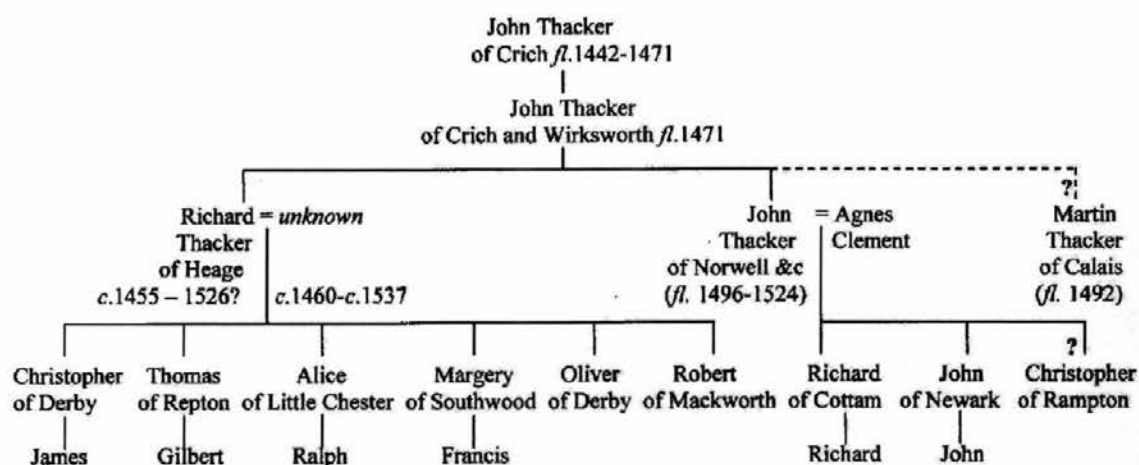 John Thacker
of Crich fl.1442-1471
John Thacker
of Crich and Wirksworth fl.1471
?
Richard = unknown
Thacker
of Heage
c.1455 – 1526?
c.1460-c.1537
John = Agnes
Thacker Clement
of Norwell &c
(fl. 1496-1524)
Martin
Thacker
of Calais
(fl. 1492)
?
Christopher
of Derby
Thomas
of Repton
Alice
of Little Chester
Margery
of Southwood
Oliver
of Derby
Robert
of Mackworth
Richard
of Cottam
John
of Newark
Christopher
of Rampton
James
Gilbert
Ralph
Francis
Richard
John